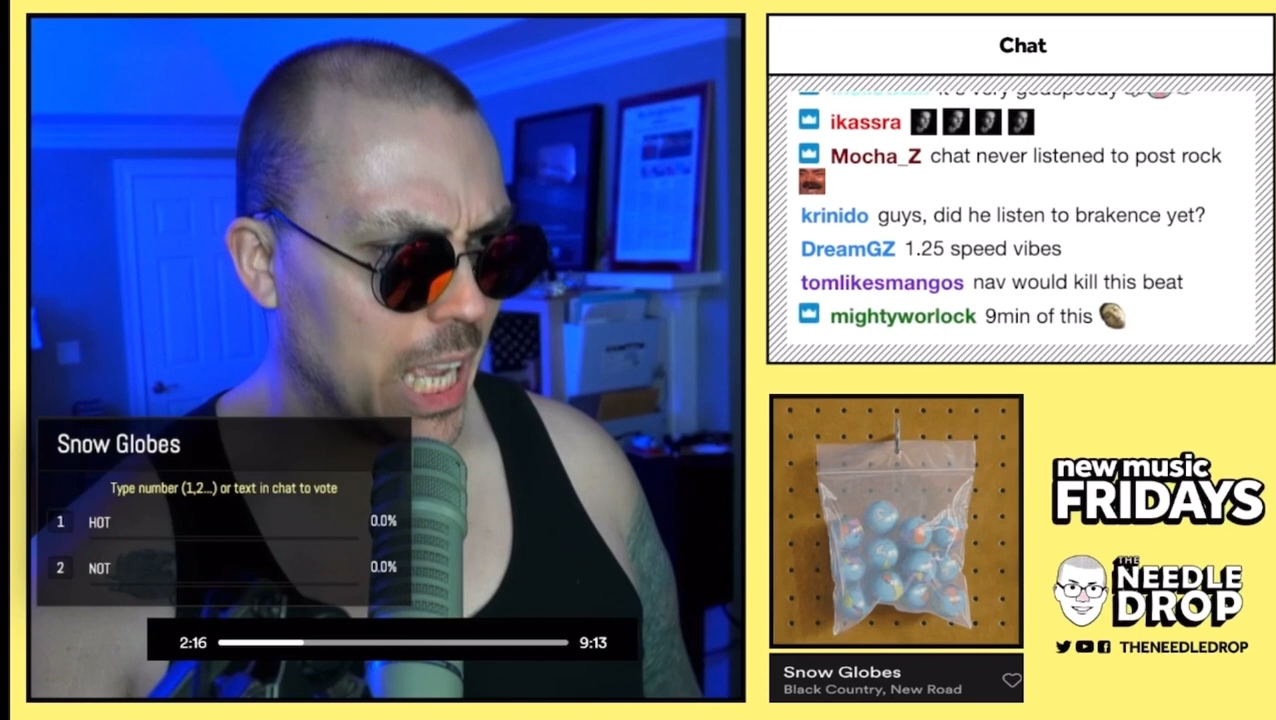 Chat
it's very godspeedy
ikassra
Mocha_Z chat never listened to post rock
krinido guys, did he listen to brakence yet?
DreamGZ 1.25 speed vibes
tomlikesmangos nav would kill this beat
mightyworlock 9min of this
Snow Globes
Type number (1,2...) or text in chat to vote
1 HOT 0.0%
2 NOT 0.0%
2:16 9:13
Snow Globes
Black Country, New Road
new music
FRIDAYS
THE
NEEDLE
DROP
THENEEDLEDROP